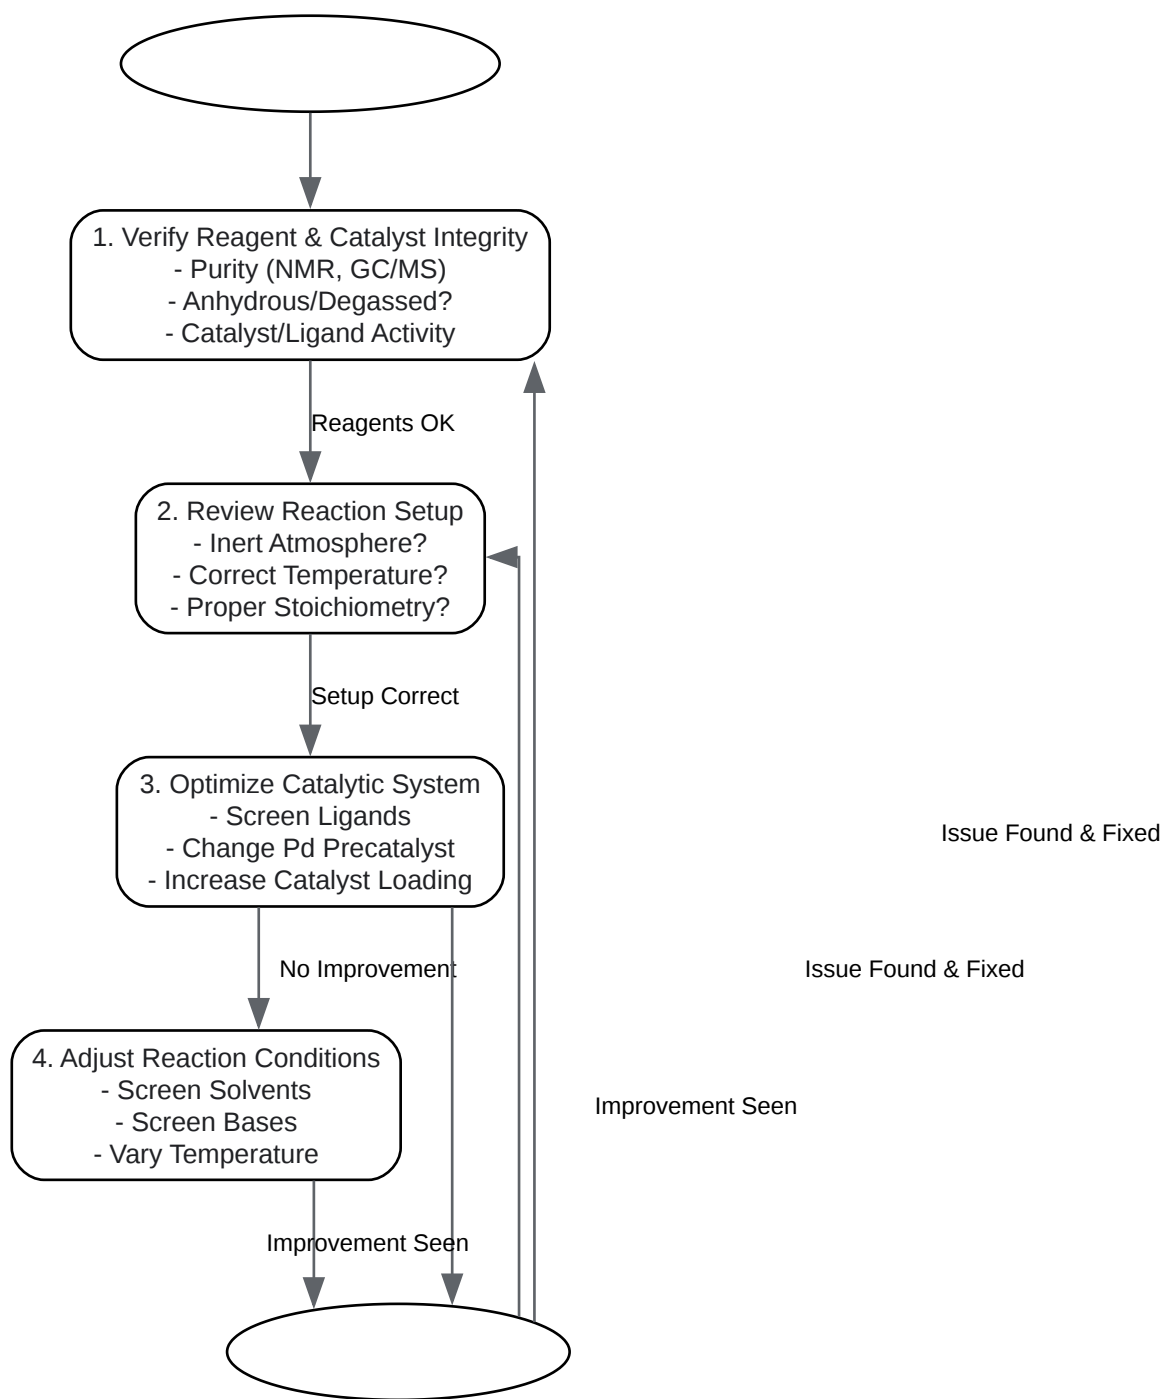 1. Verify Reagent & Catalyst Integrity
- Purity (NMR, GC/MS)
- Anhydrous/Degassed?
- Catalyst/Ligand Activity
Reagents OK
2. Review Reaction Setup
- Inert Atmosphere?
- Correct Temperature?
- Proper Stoichiometry?
Setup Correct
3. Optimize Catalytic System
- Screen Ligands
- Change Pd Precatalyst
- Increase Catalyst Loading
Issue Found & Fixed
No Improvement
Issue Found & Fixed
4. Adjust Reaction Conditions
- Screen Solvents
- Screen Bases
- Vary Temperature
Improvement Seen
Improvement Seen